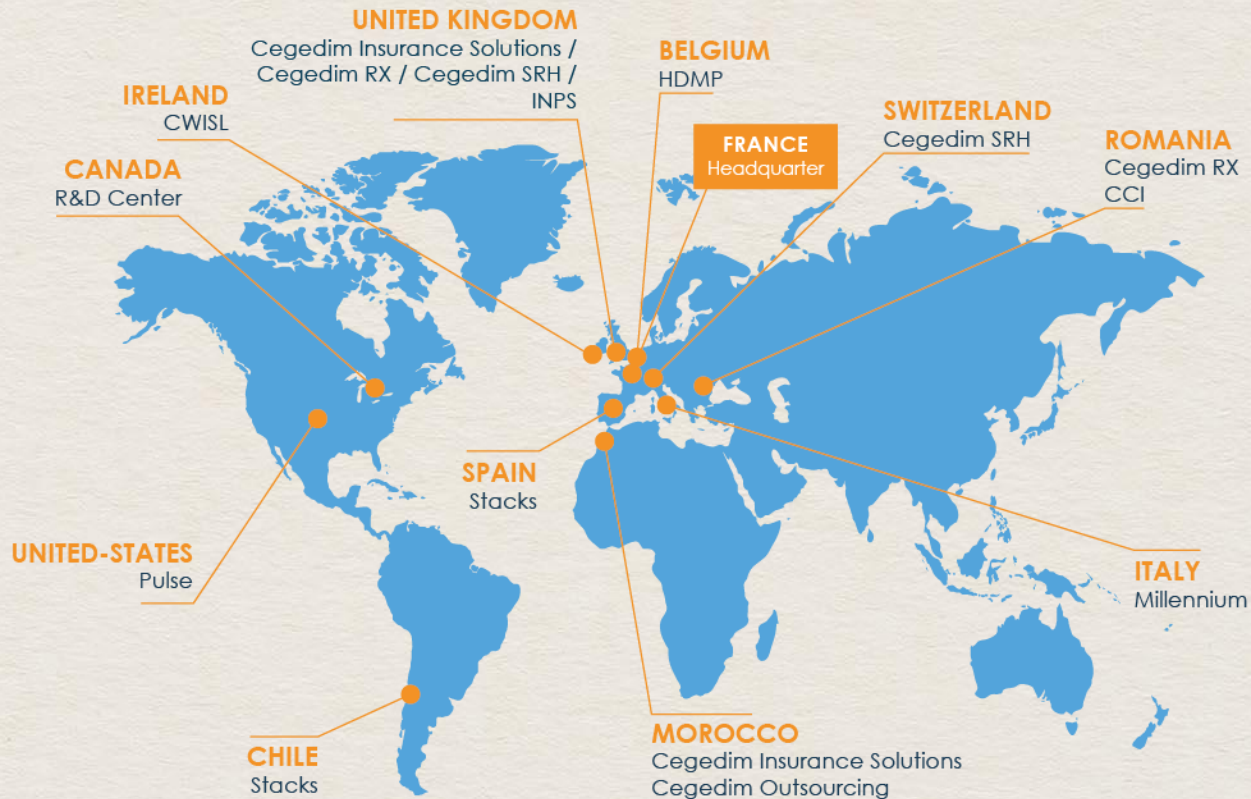 UNITED KINGDOM
Cegedim Insurance Solutions /
Cegedim RX / Cegedim SRH /
INPS
BELGIUM
HDMP
IRELAND
CWISL
SWITZERLAND
Cegedim SRH
ROMANIA
Cegedim RX
CCI
FRANCE
Headquarter
CANADA
R&D Center
SPAIN
Stacks
UNITED-STATES
Pulse
ITALY
Millennium
CHILE
Stacks
MOROCCO
Cegedim Insurance Solutions
Cegedim Outsourcing